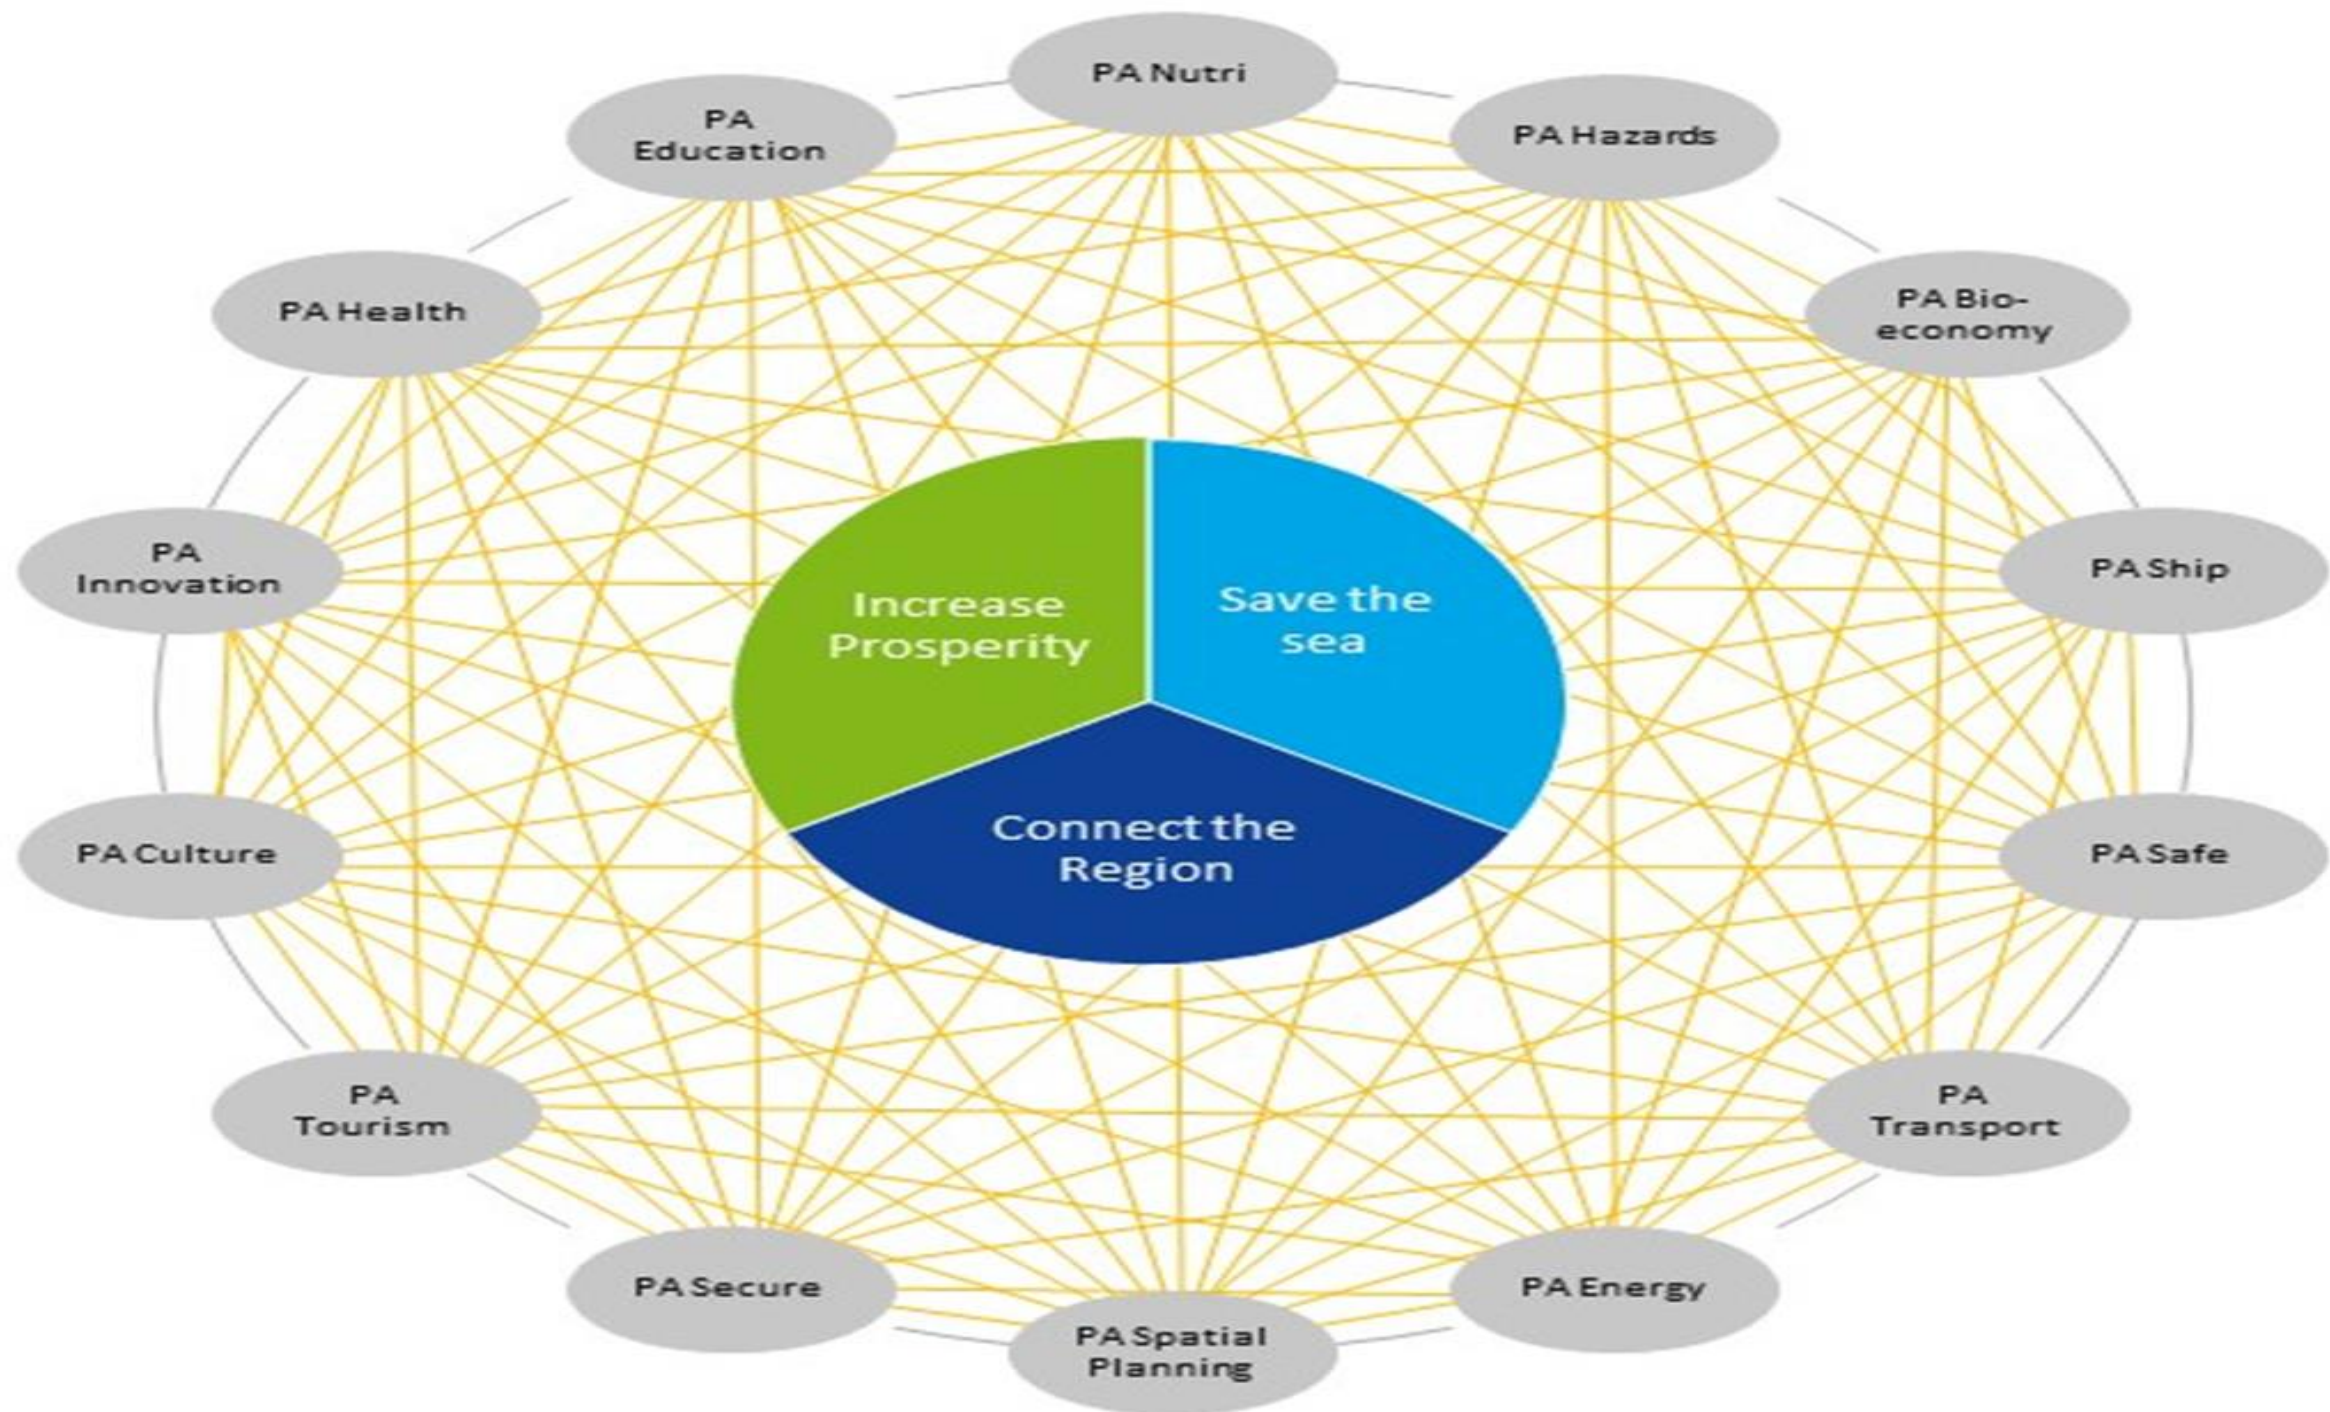 PA Nutri
PA Hazards
PA Bio-
economy
PA Ship
PA Safe
PA
Transport
PA Energy
PA Spatial
Planning
PA Secure
PA
Tourism
PA Culture
PA
Innovation
PA Health
PA
Education
Increase
Prosperity
Save the
sea
Connect the
Region